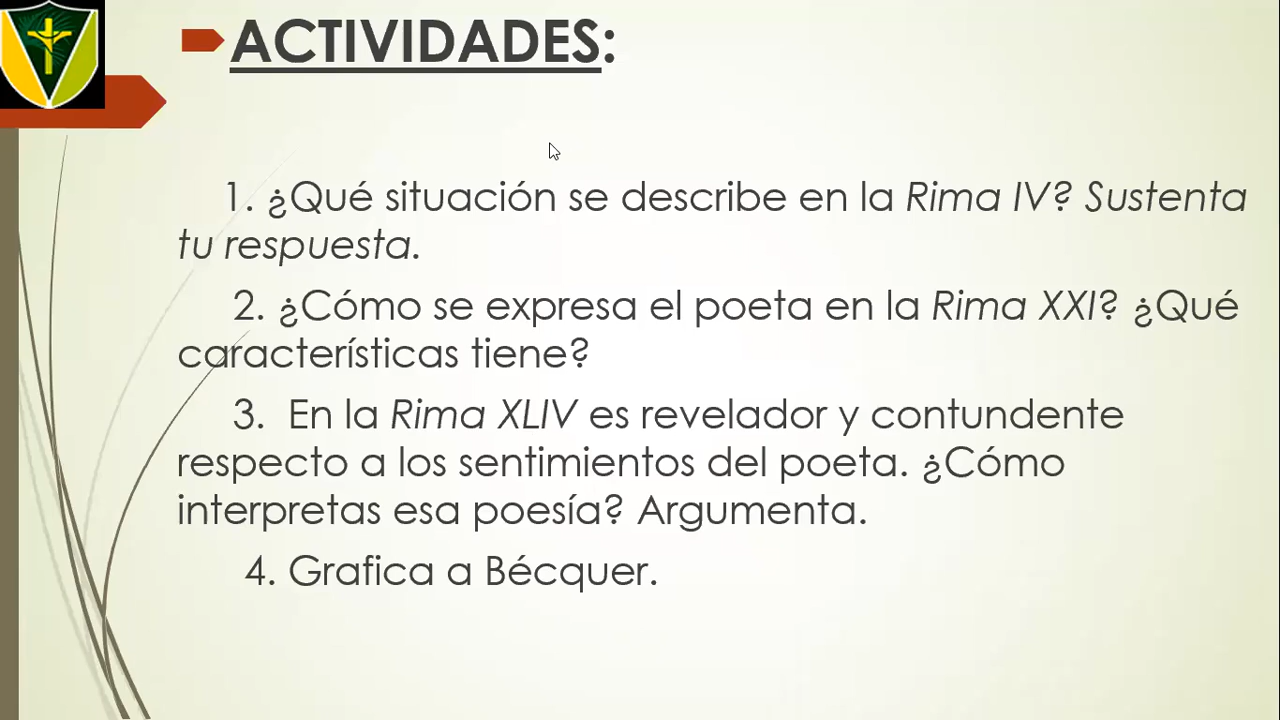 ACTIVIDADES:
1. ¿Qué situación se describe en la Rima IV? Sustenta
tu respuesta.
2. ¿Cómo se expresa el poeta en la Rima XXI? ¿Qué
características tiene?
3. En la Rima XLIV es revelador y contundente
respecto a los sentimientos del poeta. ¿Cómo
interpretas esa poesía? Argumenta.
4. Grafica a Bécquer.